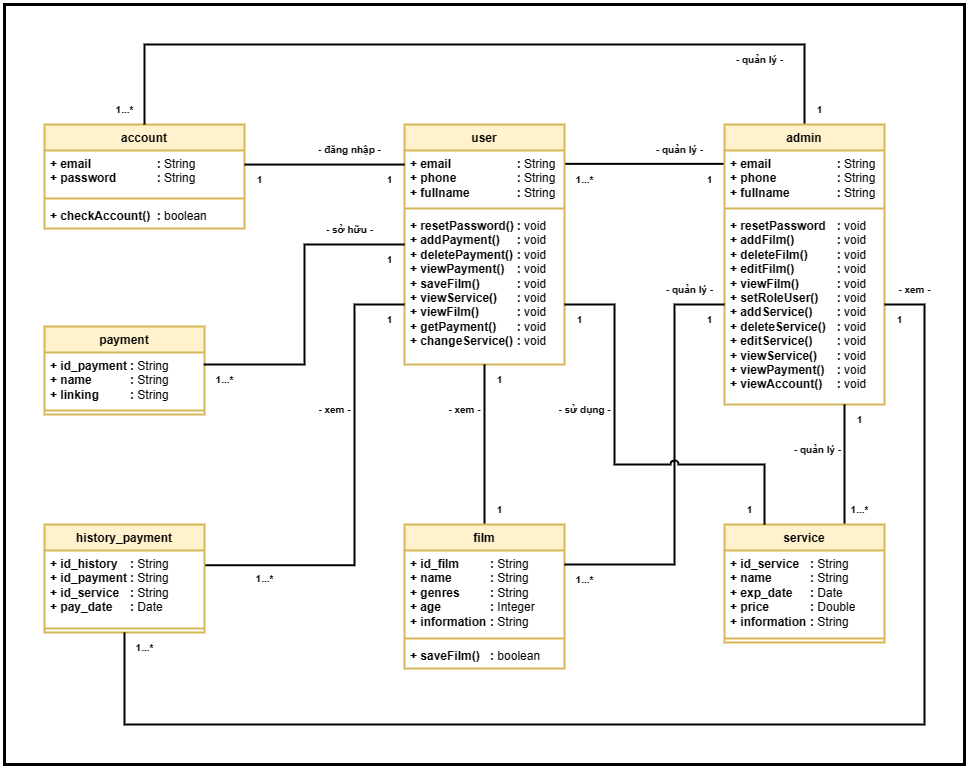 - quản lý -
1...*
1
account
+ email : String
+ password : String
+ checkAccount() : boolean
- đăng nhập -
1
1
user
+ email : String
+ phone : String
+ fullname : String
+ resetPassword() : void
+ addPayment() : void
+ deletePayment() : void
+ viewPayment() : void
+ saveFilm() : void
+ viewService() : void
+ viewFilm() : void
+ getPayment() : void
+ changeService() : void
- quản lý -
1...*
1
admin
+ email : String
+ phone : String
+ fullname : String
+ resetPassword : void
+ addFilm() : void
+ deleteFilm() : void
+ editFilm() : void
+ viewFilm() : void
+ setRoleUser() : void
+ addService() : void
+ deleteService() : void
+ editService() : void
+ viewService() : void
+ viewPayment() : void
+ viewAccount() : void
- sở hữu -
1
1...*
payment
+ id_payment : String
+ name : String
+ linking : String
- xem -
1
1...*
- xem -
1
1
- sử dụng -
1
1
- quản lý -
1
1...*
- quản lý -
1
1...*
- xem -
1
1...*
history_payment
+ id_history : String
+ id_payment : String
+ id_service : String
+ pay_date : Date
film
+ id_film : String
+ name : String
+ genres : String
+ age : Integer
+ information : String
+ saveFilm() : boolean
service
+ id_service : String
+ name : String
+ exp_date : Date
+ price : Double
+ information : String